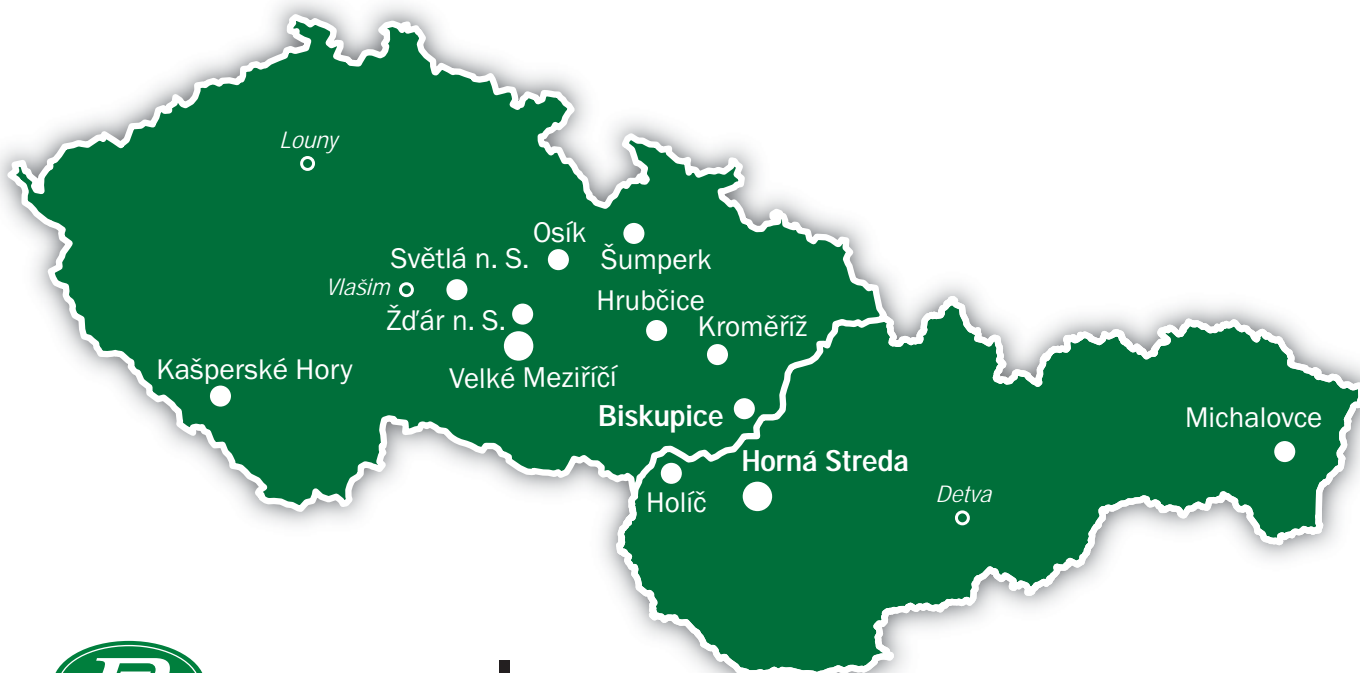 Louny
Osík
Světlá n. S.
Šumperk
Vlašim
Hrubčice
Žďár n. S.
Kroměříž
Kašperské Hory
Velké Meziříčí
Biskupice
Michalovce
Horná Streda
Detva
Holíč